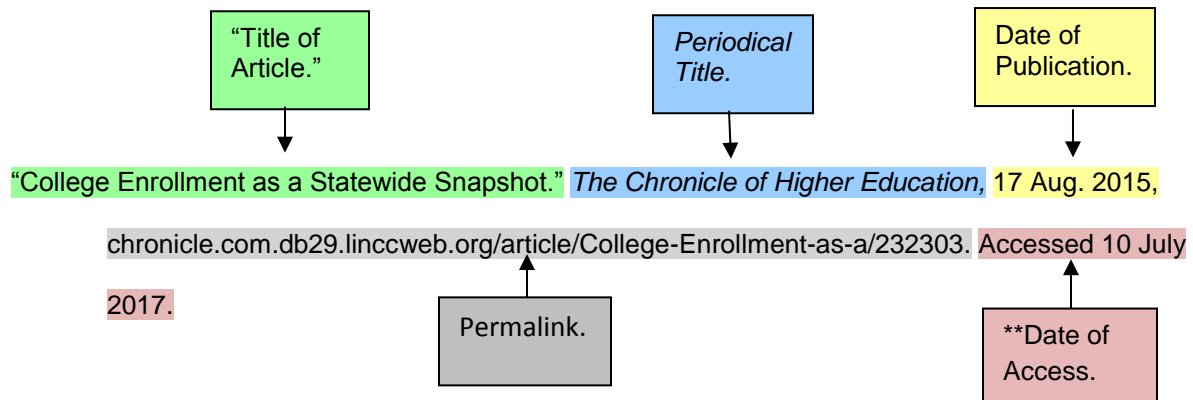 “Title of
Article.”
Periodical
Title.
Date of
Publication.
“College Enrollment as a Statewide Snapshot.” The Chronicle of Higher Education, 17 Aug. 2015,
chronicle.com.db29.linccweb.org/article/College-Enrollment-as-a/232303. Accessed 10 July
2017.
Permalink.
**Date of
Access.